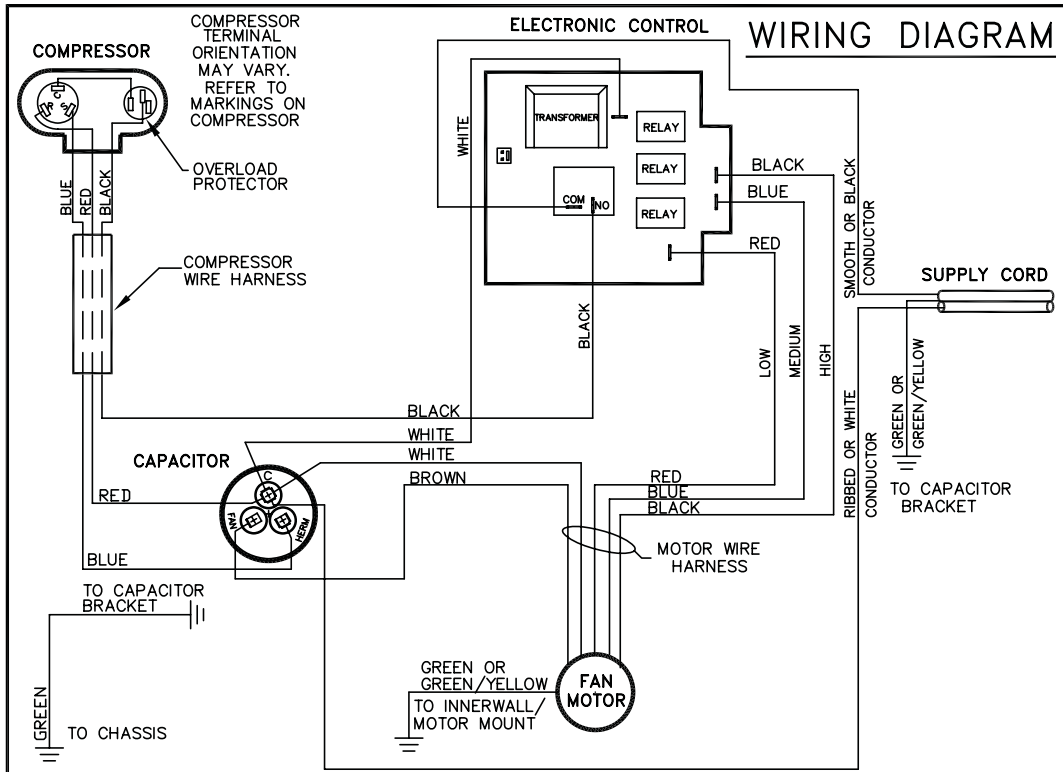 WIRING DIAGRAM
COMPRESSOR
TERMINAL
ORIENTATION
MAY VARY.
REFER TO
MARKINGS ON
COMPRESSOR
ELECTRONIC CONTROL
COMPRESSOR
C
R
S
OVERLOAD
PROTECTOR
BLUE
RED
BLACK
COMPRESSOR
WIRE HARNESS
WHITE
TRANSFORMER
RELAY
RELAY
RELAY
COM
NO
BLACK
BLUE
RED
SMOOTH OR BLACK
CONDUCTOR
SUPPLY CORD
BLACK
LOW
MEDIUM
HIGH
GREEN OR
GREEN/YELLOW
TO CAPACITOR
BRACKET
RIBBED OR WHITE
CONDUCTOR
BLACK
WHITE
WHITE
BROWN
CAPACITOR
C
FAN
HERM
RED
BLUE
RED
BLUE
BLACK
MOTOR WIRE
HARNESS
TO CAPACITOR
BRACKET
GREEN
TO CHASSIS
GREEN OR
GREEN/YELLOW
TO INNERWALL/
MOTOR MOUNT
FAN
MOTOR